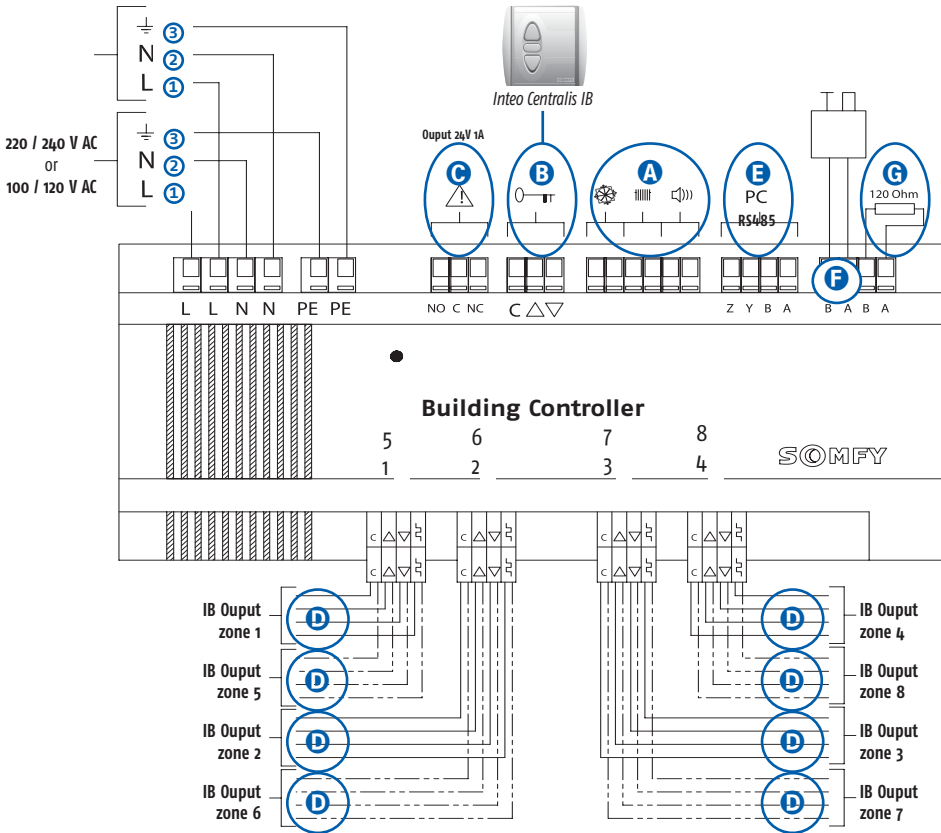 3
N 2
L 1
Inteo Centralis IB
220 / 240 V AC
or
100 / 120 V AC
3
N 2
L 1
Ouput 24V 1A
C
B
A
E
PC
RS485
G
120 Ohm
F
L L N N PE PE
NO C NC
C
Z Y B A
B A B A
Building Controller
5 6 7 8
1 2 3 4
SOMFY
C C C C
C C C C
IB Ouput
zone 1
D
D
IB Ouput
zone 4
IB Ouput
zone 5
D
D
IB Ouput
zone 8
IB Ouput
zone 2
D
D
IB Ouput
zone 3
IB Ouput
zone 6
D
D
IB Ouput
zone 7